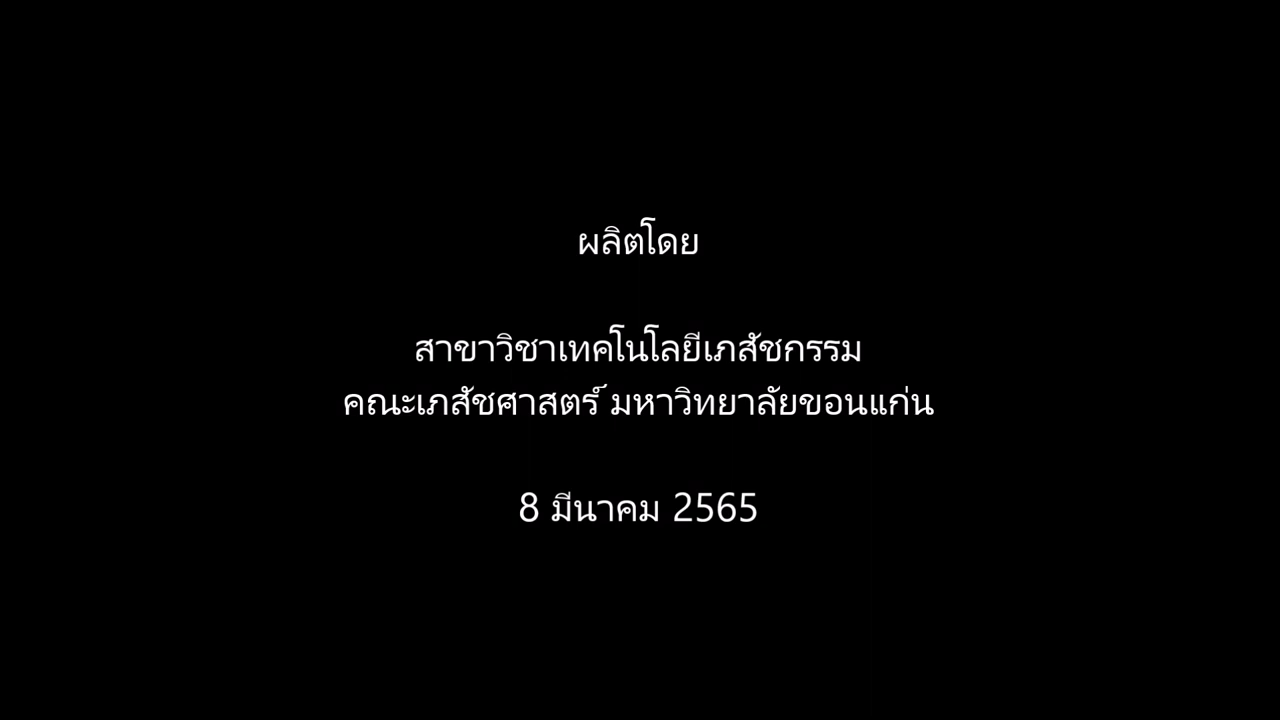 ผลิตโดย
สาขาวิชาเทคโนโลยีเภสัชกรรม
คณะเภสัชศาสตร์ มหาวิทยาลัยขอนแก่น
8 มีนาคม 2565